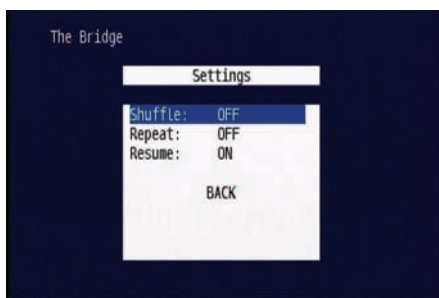 The Bridge
Settings
Shuffle: OFF
Repeat: OFF
Resume: ON
BACK